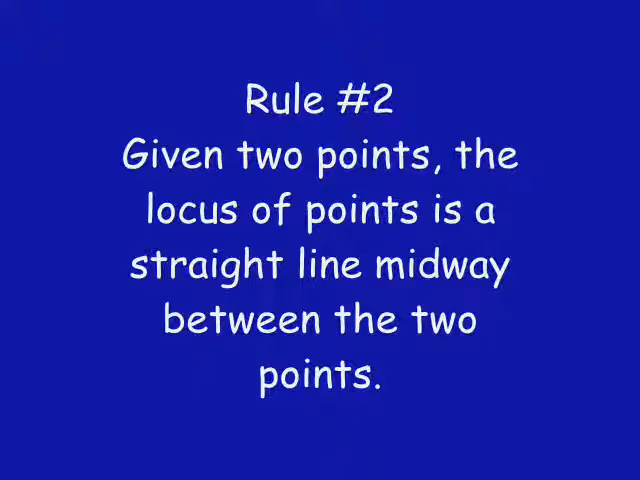 Rule #2
Given two points, the
locus of points is a
straight line midway
between the two
points.